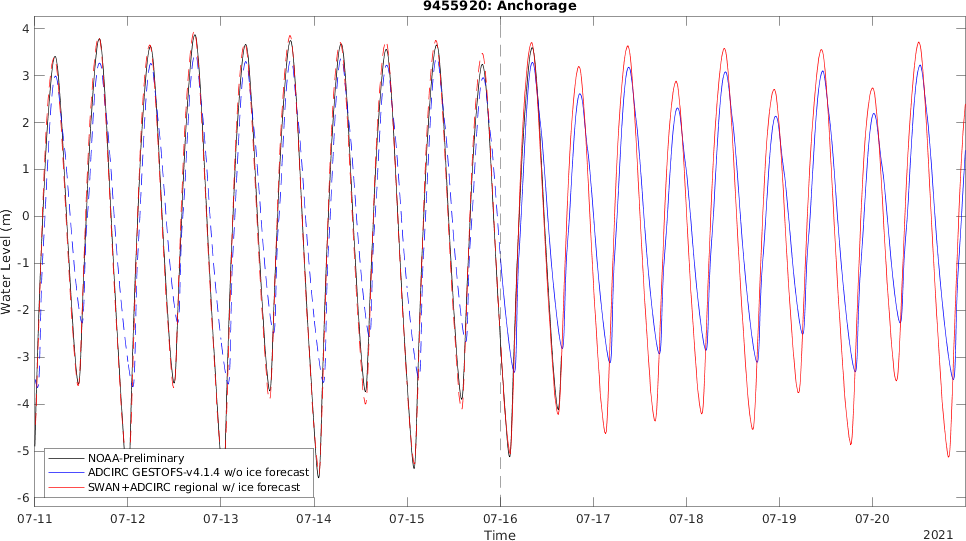 9455920: Anchorage
4
3
2
1
0
-1
-2
-3
-4
-5
-6
Water Level (m)
NOAA-Preliminary
ADCIRC GESTOFS-v4.1.4 w/o ice forecast
SWAN+ADCIRC regional w/ ice forecast
07-11 07-12 07-13 07-14 07-15 07-16 07-17 07-18 07-19 07-20
Time
2021